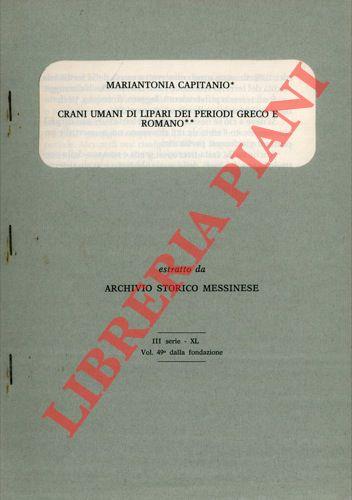 MARIANTONIA CAPITANIO*
CRANI UMANI DI LIPARI DEI PERIODI GRECO E
ROMANO**
LIBRERIA PIANI
estratto da
ARCHIVIO STORICO MESSINESE
III serie - XL
Vol. 49º dalla fondazione